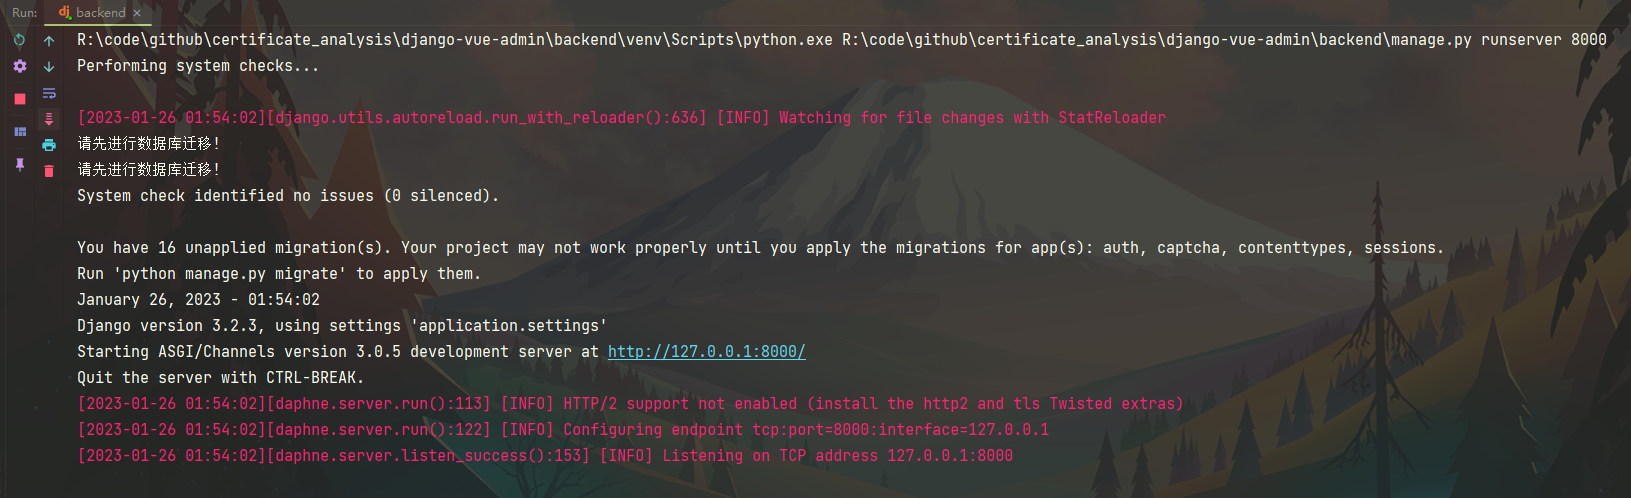 Run: backend
R:\code\github\certificate_analysis\django-vue-admin\backend\venv\Scripts\python.exe R:\code\github\certificate_analysis\django-vue-admin\backend\manage.py runserver 8000
Performing system checks...
[2023-01-26 01:54:02][django.utils.autoreload.run_with_reloader():636] [INFO] Watching for file changes with StatReloader
请先进行数据库迁移!
请先进行数据库迁移!
System check identified no issues (0 silenced).
You have 16 unapplied migration(s). Your project may not work properly until you apply the migrations for app(s): auth, captcha, contenttypes, sessions.
Run 'python manage.py migrate' to apply them.
January 26, 2023 - 01:54:02
Django version 3.2.3, using settings 'application.settings'
Starting ASGI/Channels version 3.0.5 development server at http://127.0.0.1:8000/
Quit the server with CTRL-BREAK.
[2023-01-26 01:54:02][daphne.server.run():113] [INFO] HTTP/2 support not enabled (install the http2 and tls Twisted extras)
[2023-01-26 01:54:02][daphne.server.run():122] [INFO] Configuring endpoint tcp:port=8000:interface=127.0.0.1
[2023-01-26 01:54:02][daphne.server.listen_success():153] [INFO] Listening on TCP address 127.0.0.1:8000